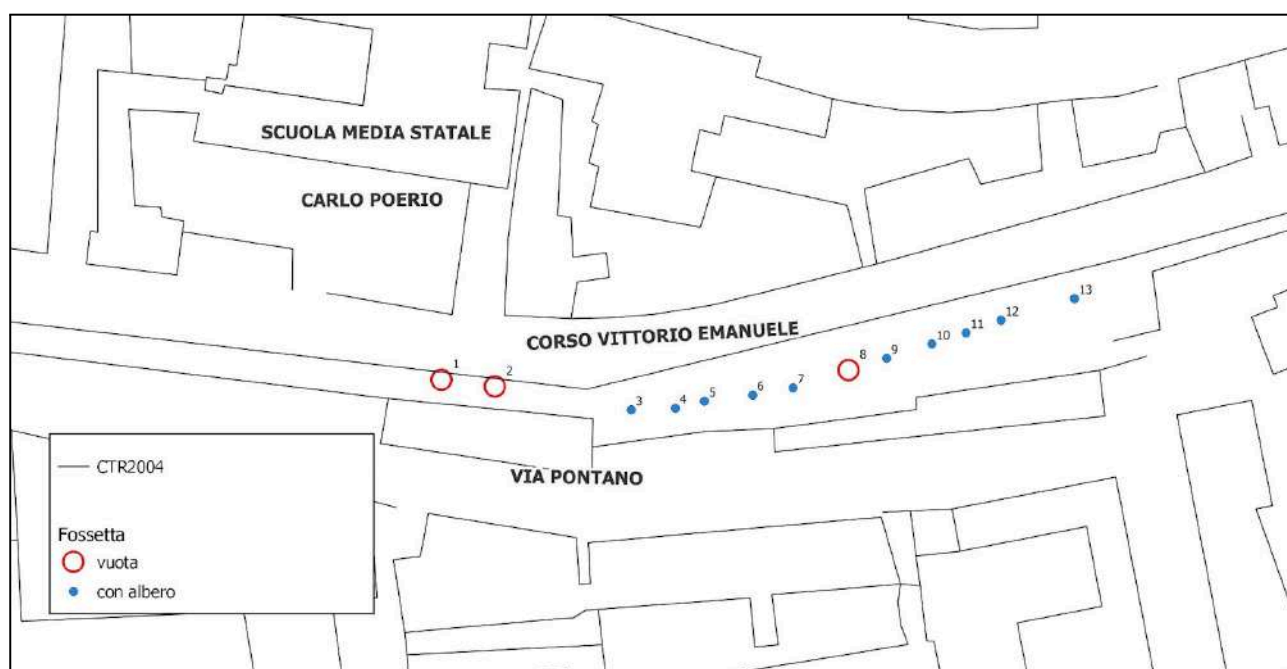 SCUOLA MEDIA STATALE
CARLO POERIO
CORSO VITTORIO EMANUELE
1
2
3
4
5
6
7
8
9
10
11
12
13
VIA PONTANO
CTR2004
Fossetta
vuota
con albero